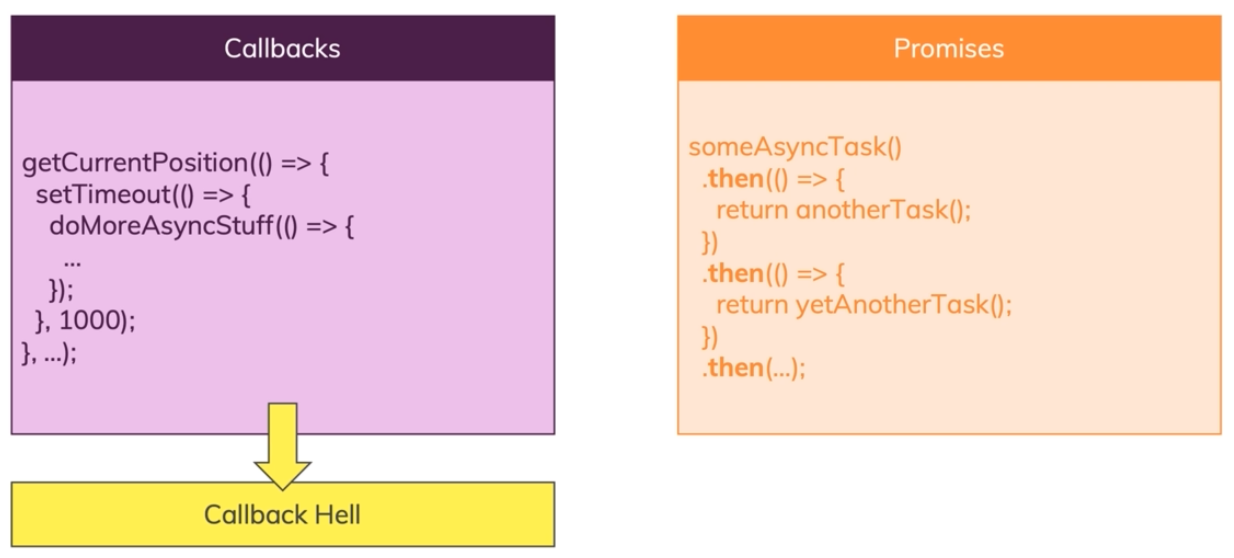 Callbacks
getCurrentPosition(() => {
setTimeout(() => {
doMoreAsyncStuff(() => {
...
});
}, 1000);
}, ...);
Callback Hell
Promises
someAsyncTask()
.then(() => {
return anotherTask();
})
.then(() => {
return yetAnotherTask();
})
.then(...);